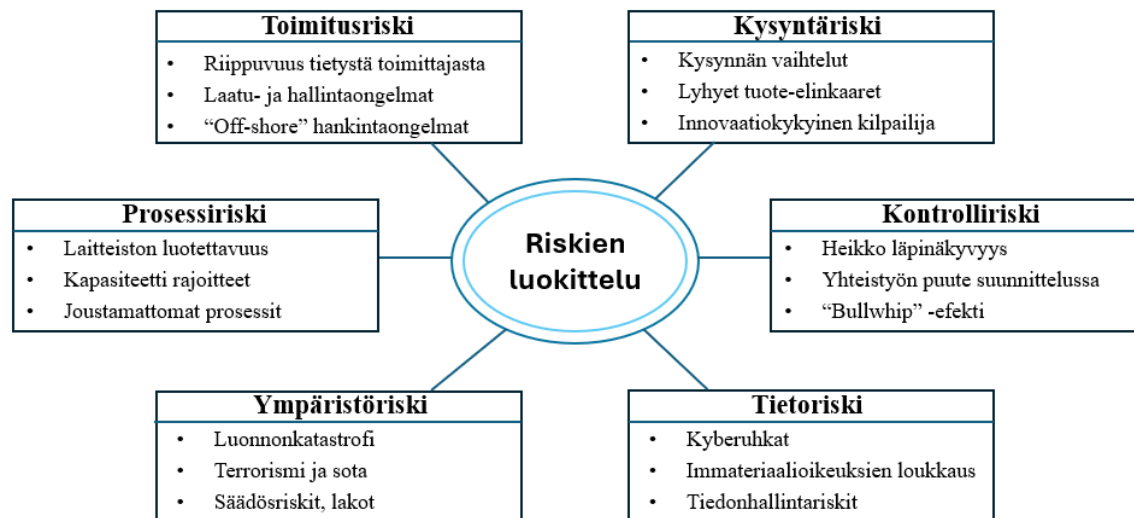 Toimitusriski
• Riippuvuus tietystä toimittajasta
• Laatu- ja hallintaongelmat
• “Off-shore” hankintaongelmat
Kysyntäriski
• Kysynnän vaihtelut
• Lyhyet tuote-elinkaaret
• Innovaatiokykyinen kilpailija
Prosessiriski
• Laitteiston luotettavuus
• Kapasiteetti rajoitteet
• Joustamattomat prosessit
Riskien
luokittelu
Kontrolliriski
• Heikko läpinäkyvyys
• Yhteistyön puute suunnittelussa
• “Bullwhip” -efekti
Ympäristöriski
• Luonnonkatastrofi
• Terrorismi ja sota
• Säädösriskit, lakot
Tietoriski
• Kyberuhkat
• Immateriaalioikeuksien loukkaus
• Tiedonhallintariskit